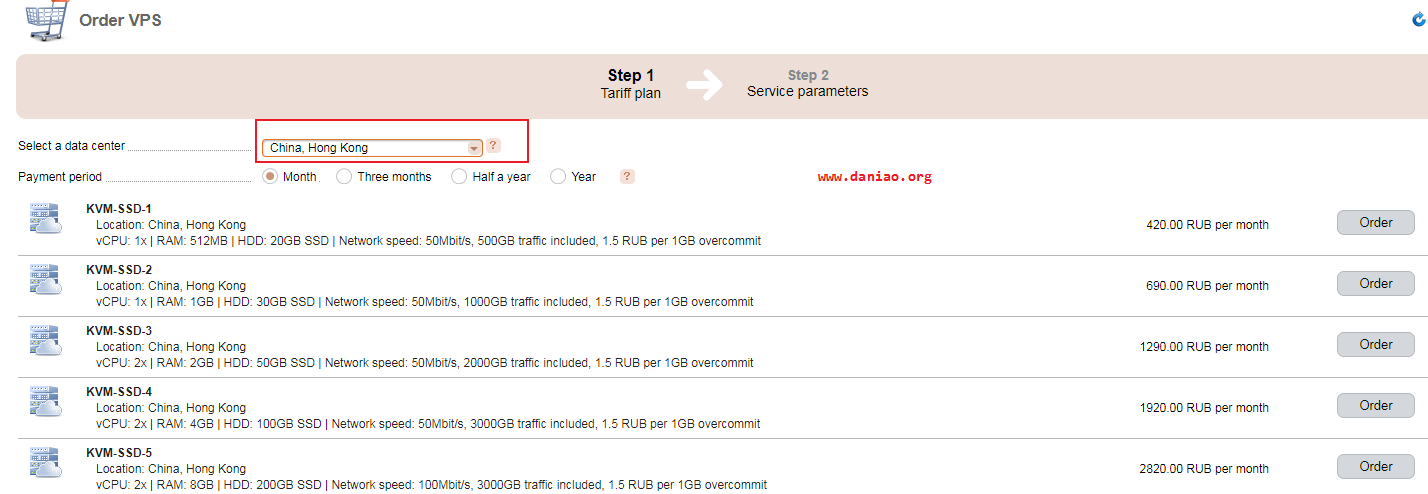 Order VPS
Step 1
Step 2
Tariff plan
Service parameters
Select a data center China, Hong Kong ?
Payment period Month Three months Half a year Year ? www.daniao.org
KVM-SSD-1
Location: China, Hong Kong 420.00 RUB per month Order
vCPU: 1x | RAM: 512MB | HDD: 20GB SSD | Network speed: 50Mbit/s, 500GB traffic included, 1.5 RUB per 1GB overcommit
KVM-SSD-2
Location: China, Hong Kong 690.00 RUB per month Order
vCPU: 1x | RAM: 1GB | HDD: 30GB SSD | Network speed: 50Mbit/s, 1000GB traffic included, 1.5 RUB per 1GB overcommit
KVM-SSD-3
Location: China, Hong Kong 1290.00 RUB per month Order
vCPU: 2x | RAM: 2GB | HDD: 50GB SSD | Network speed: 50Mbit/s, 2000GB traffic included, 1.5 RUB per 1GB overcommit
KVM-SSD-4
Location: China, Hong Kong 1920.00 RUB per month Order
vCPU: 2x | RAM: 4GB | HDD: 100GB SSD | Network speed: 50Mbit/s, 3000GB traffic included, 1.5 RUB per 1GB overcommit
KVM-SSD-5
Location: China, Hong Kong 2820.00 RUB per month Order
vCPU: 2x | RAM: 8GB | HDD: 200GB SSD | Network speed: 100Mbit/s, 3000GB traffic included, 1.5 RUB per 1GB overcommit